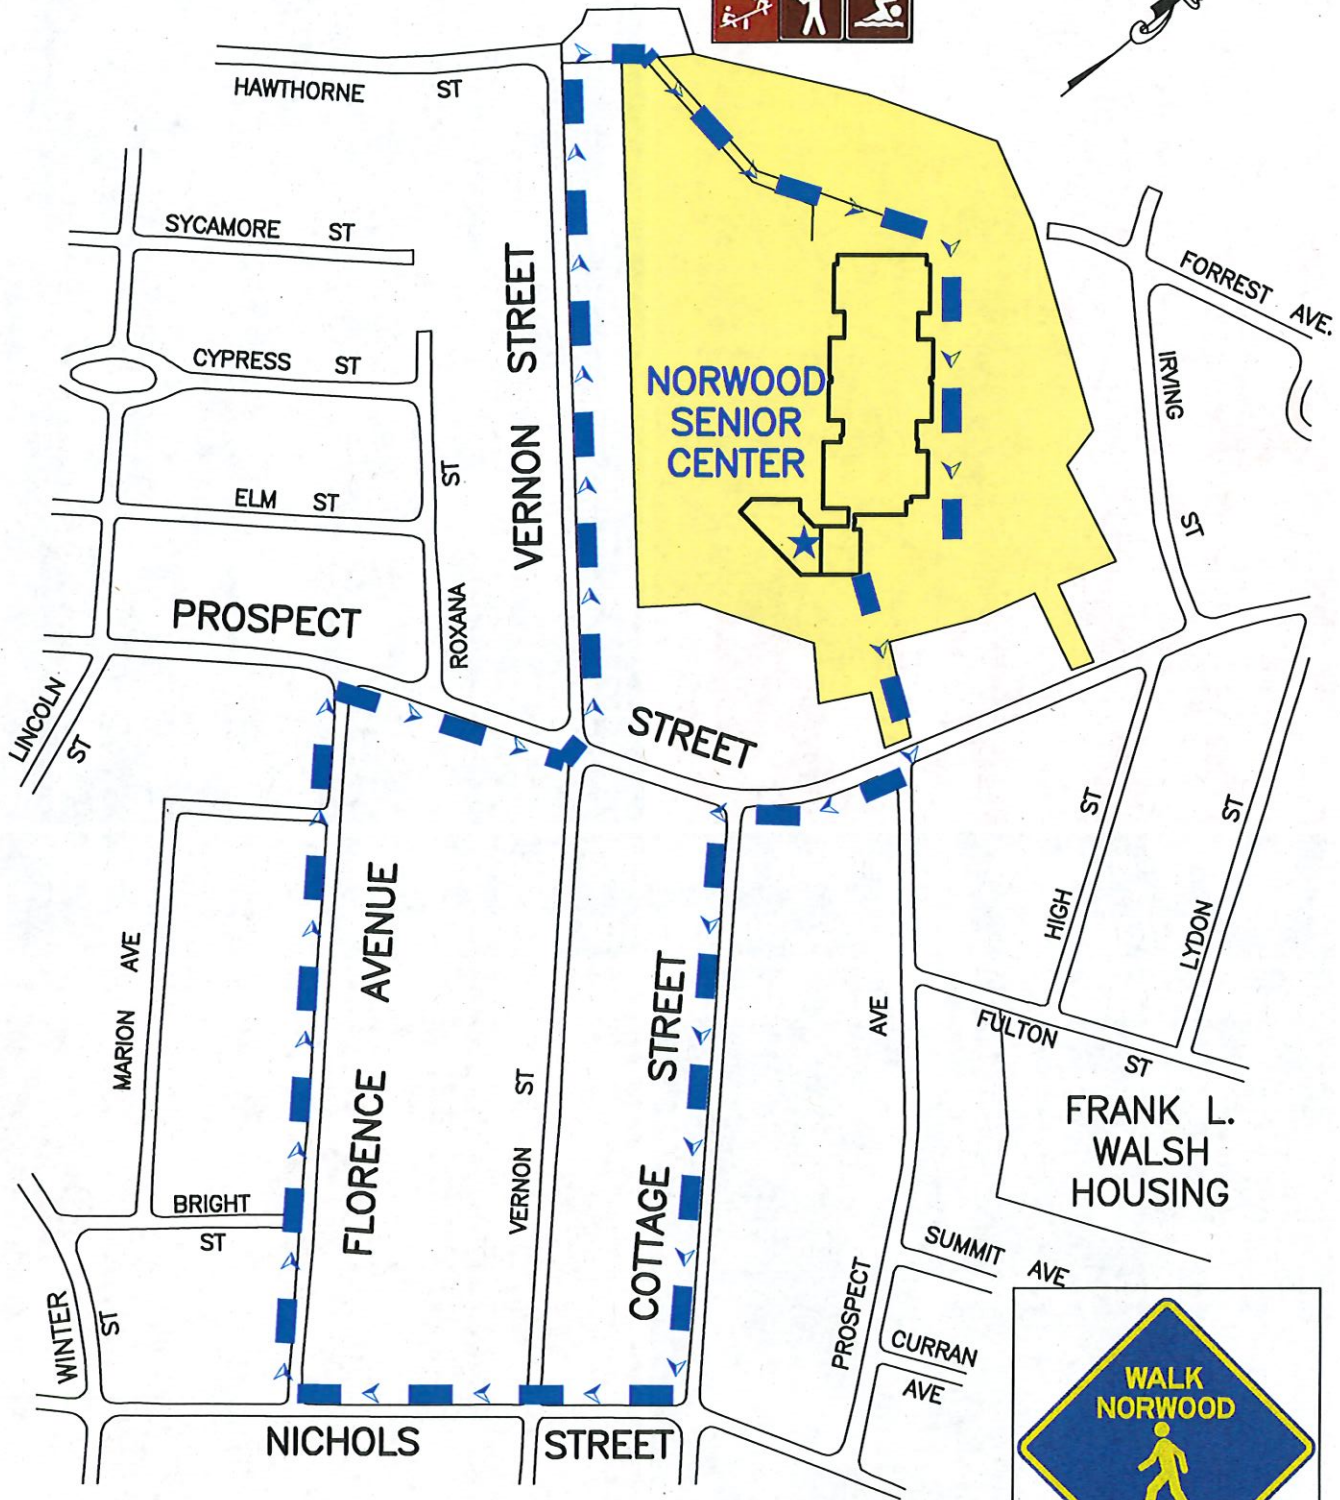 HAWTHORNE ST
SYCAMORE ST
CYPRESS ST
ELM ST
ROXANA ST
VERNON STREET
NORWOOD
SENIOR
CENTER
FORREST AVE.
IRVING ST
PROSPECT STREET
LINCOLN ST
MARION AVE
FLORENCE AVENUE
VERNON ST
COTTAGE STREET
PROSPECT AVE
HIGH ST
LYDON ST
FULTON ST
FRANK L.
WALSH
HOUSING
BRIGHT
ST
WINTER ST
SUMMIT AVE
CURRAN
AVE
NICHOLS STREET
WALK
NORWOOD